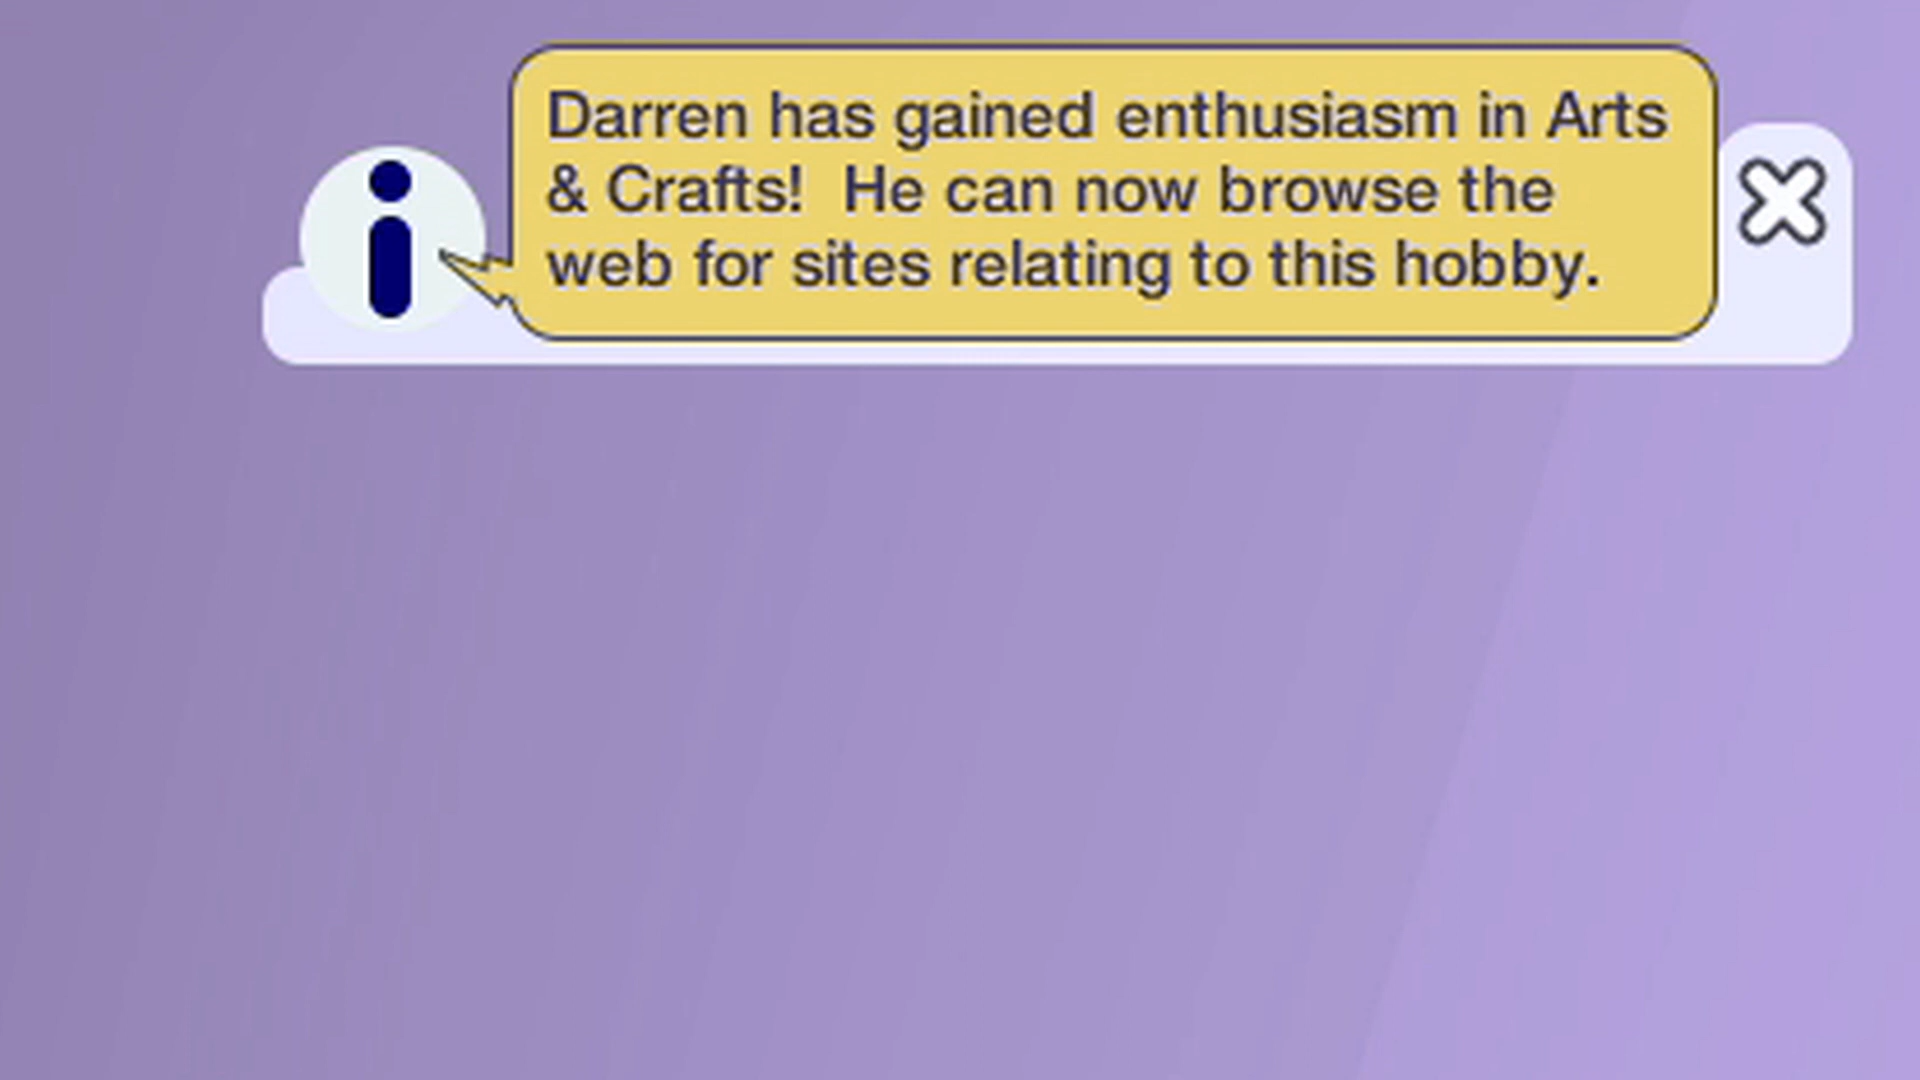 Darren has gained enthusiasm in Arts
& Crafts!  He can now browse the
web for sites relating to this hobby.